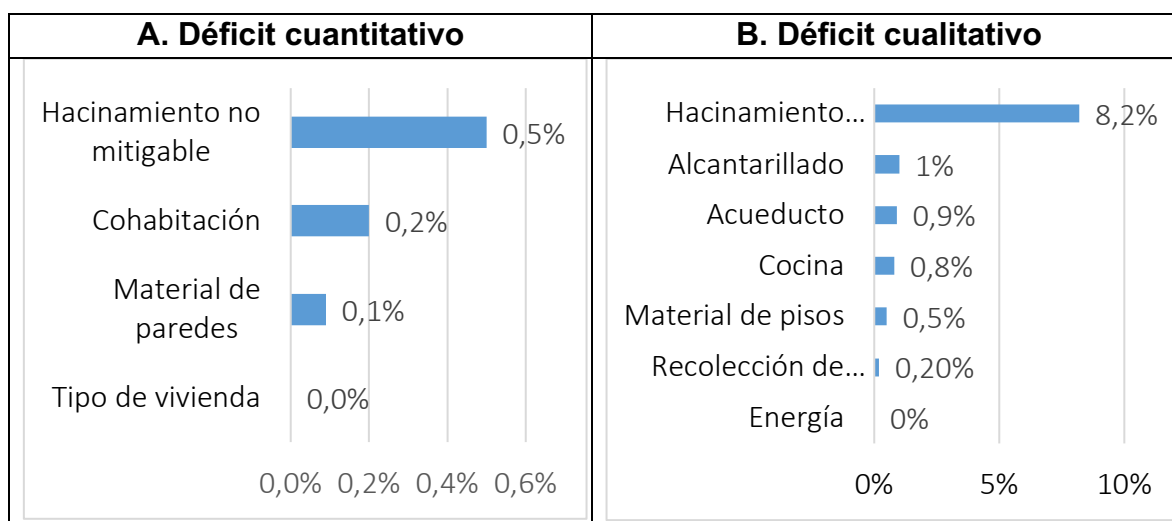 A. Déficit cuantitativo
Hacinamiento no
mitigable
0,5%
Cohabitación
0,2%
Material de
paredes
0,1%
Tipo de vivienda
0,0%
0,0% 0,2% 0,4% 0,6%
B. Déficit cualitativo
Hacinamiento...
8,2%
Alcantarillado
1%
Acueducto
0,9%
Cocina
0,8%
Material de pisos
0,5%
Recolección de...
0,20%
Energía
0%
0% 5% 10%